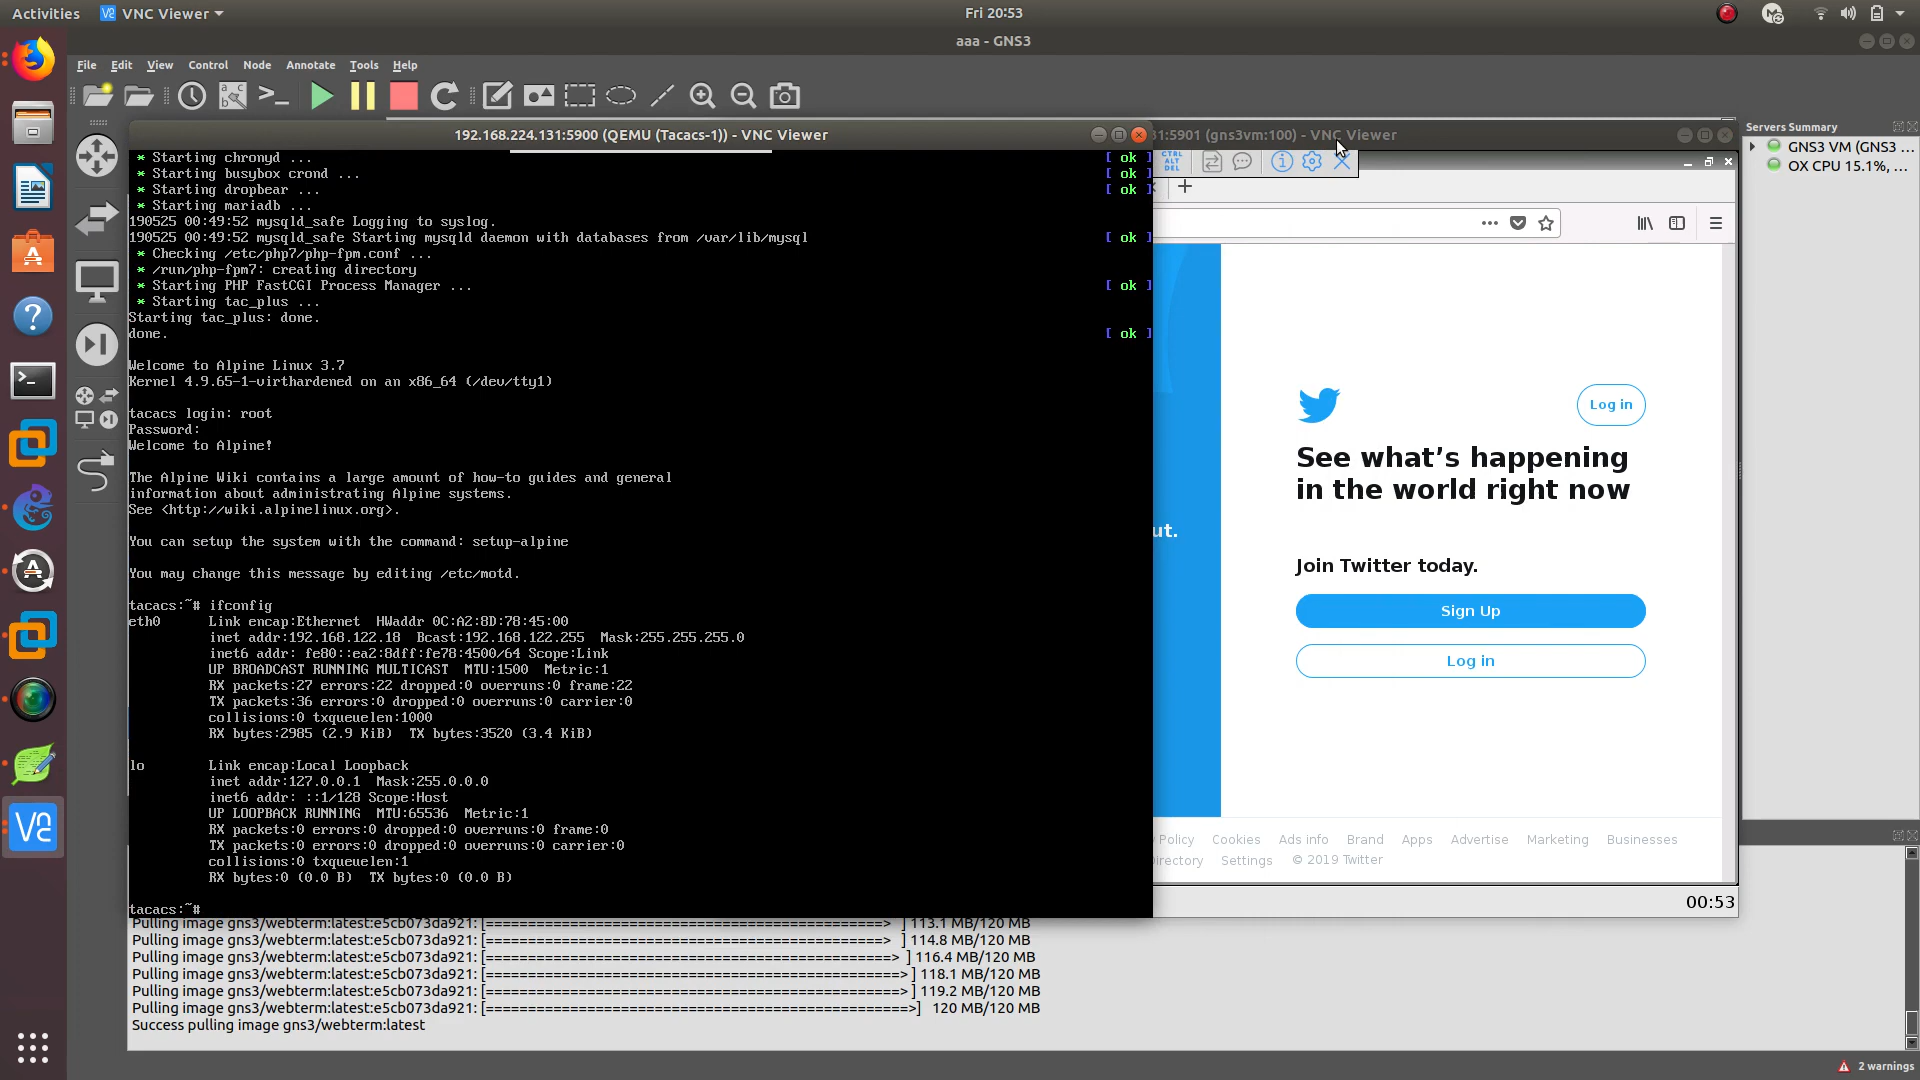 Activities
VNC Viewer
Fri 20:53
aaa - GNS3
File Edit View Control Node Annotate Tools Help
192.168.224.131:5900 (QEMU (Tacacs-1)) - VNC Viewer
31:5901 (gns3vm:100) - VNC Viewer
Servers Summary
GNS3 VM (GNS3 ...
OX CPU 15.1%, ...
CTRL
ALT
DEL
* Starting chronyd ... [ ok ]
* Starting busybox crond ... [ ok ]
* Starting dropbear ... [ ok ]
* Starting mariadb ...
190525 00:49:52 mysqld_safe Logging to syslog.
190525 00:49:52 mysqld_safe Starting mysqld daemon with databases from /var/lib/mysql
[ ok ]
* Checking /etc/php7/php-fpm.conf ...
* /run/php-fpm7: creating directory
* Starting PHP FastCGI Process Manager ... [ ok ]
* Starting tac_plus ...
Starting tac_plus: done.
done. [ ok ]
Welcome to Alpine Linux 3.7
Kernel 4.9.65-1-virthardened on an x86_64 (/dev/tty1)
tacacs login: root
Password:
Welcome to Alpine!
The Alpine Wiki contains a large amount of how-to guides and general
information about administrating Alpine systems.
See <http://wiki.alpinelinux.org>.
You can setup the system with the command: setup-alpine
You may change this message by editing /etc/motd.
tacacs:~# ifconfig
eth0 Link encap:Ethernet HWaddr 0C:A2:8D:78:45:00
inet addr:192.168.122.18 Bcast:192.168.122.255 Mask:255.255.255.0
inet6 addr: fe80::ea2:8dff:fe78:4500/64 Scope:Link
UP BROADCAST RUNNING MULTICAST MTU:1500 Metric:1
RX packets:27 errors:22 dropped:0 overruns:0 frame:22
TX packets:36 errors:0 dropped:0 overruns:0 carrier:0
collisions:0 txqueuelen:1000
RX bytes:2985 (2.9 KiB) TX bytes:3520 (3.4 KiB)
lo Link encap:Local Loopback
inet addr:127.0.0.1 Mask:255.0.0.0
inet6 addr: ::1/128 Scope:Host
UP LOOPBACK RUNNING MTU:65536 Metric:1
RX packets:0 errors:0 dropped:0 overruns:0 frame:0
TX packets:0 errors:0 dropped:0 overruns:0 carrier:0
collisions:0 txqueuelen:1
RX bytes:0 (0.0 B) TX bytes:0 (0.0 B)
tacacs:~#
ut.
Log in
See what's happening
in the world right now
Join Twitter today.
Sign Up
Log in
Policy Cookies Ads info Brand Apps Advertise Marketing Businesses
irectory Settings © 2019 Twitter
00:53
Pulling image gns3/webterm:latest:e5cb073da921: [=================================================> ] 113.1 MB/120 MB
Pulling image gns3/webterm:latest:e5cb073da921: [=================================================> ] 114.8 MB/120 MB
Pulling image gns3/webterm:latest:e5cb073da921: [==================================================> ] 116.4 MB/120 MB
Pulling image gns3/webterm:latest:e5cb073da921: [===================================================> ] 118.1 MB/120 MB
Pulling image gns3/webterm:latest:e5cb073da921: [===================================================> ] 119.2 MB/120 MB
Pulling image gns3/webterm:latest:e5cb073da921: [====================================================>] 120 MB/120 MB
Success pulling image gns3/webterm:latest
2 warnings